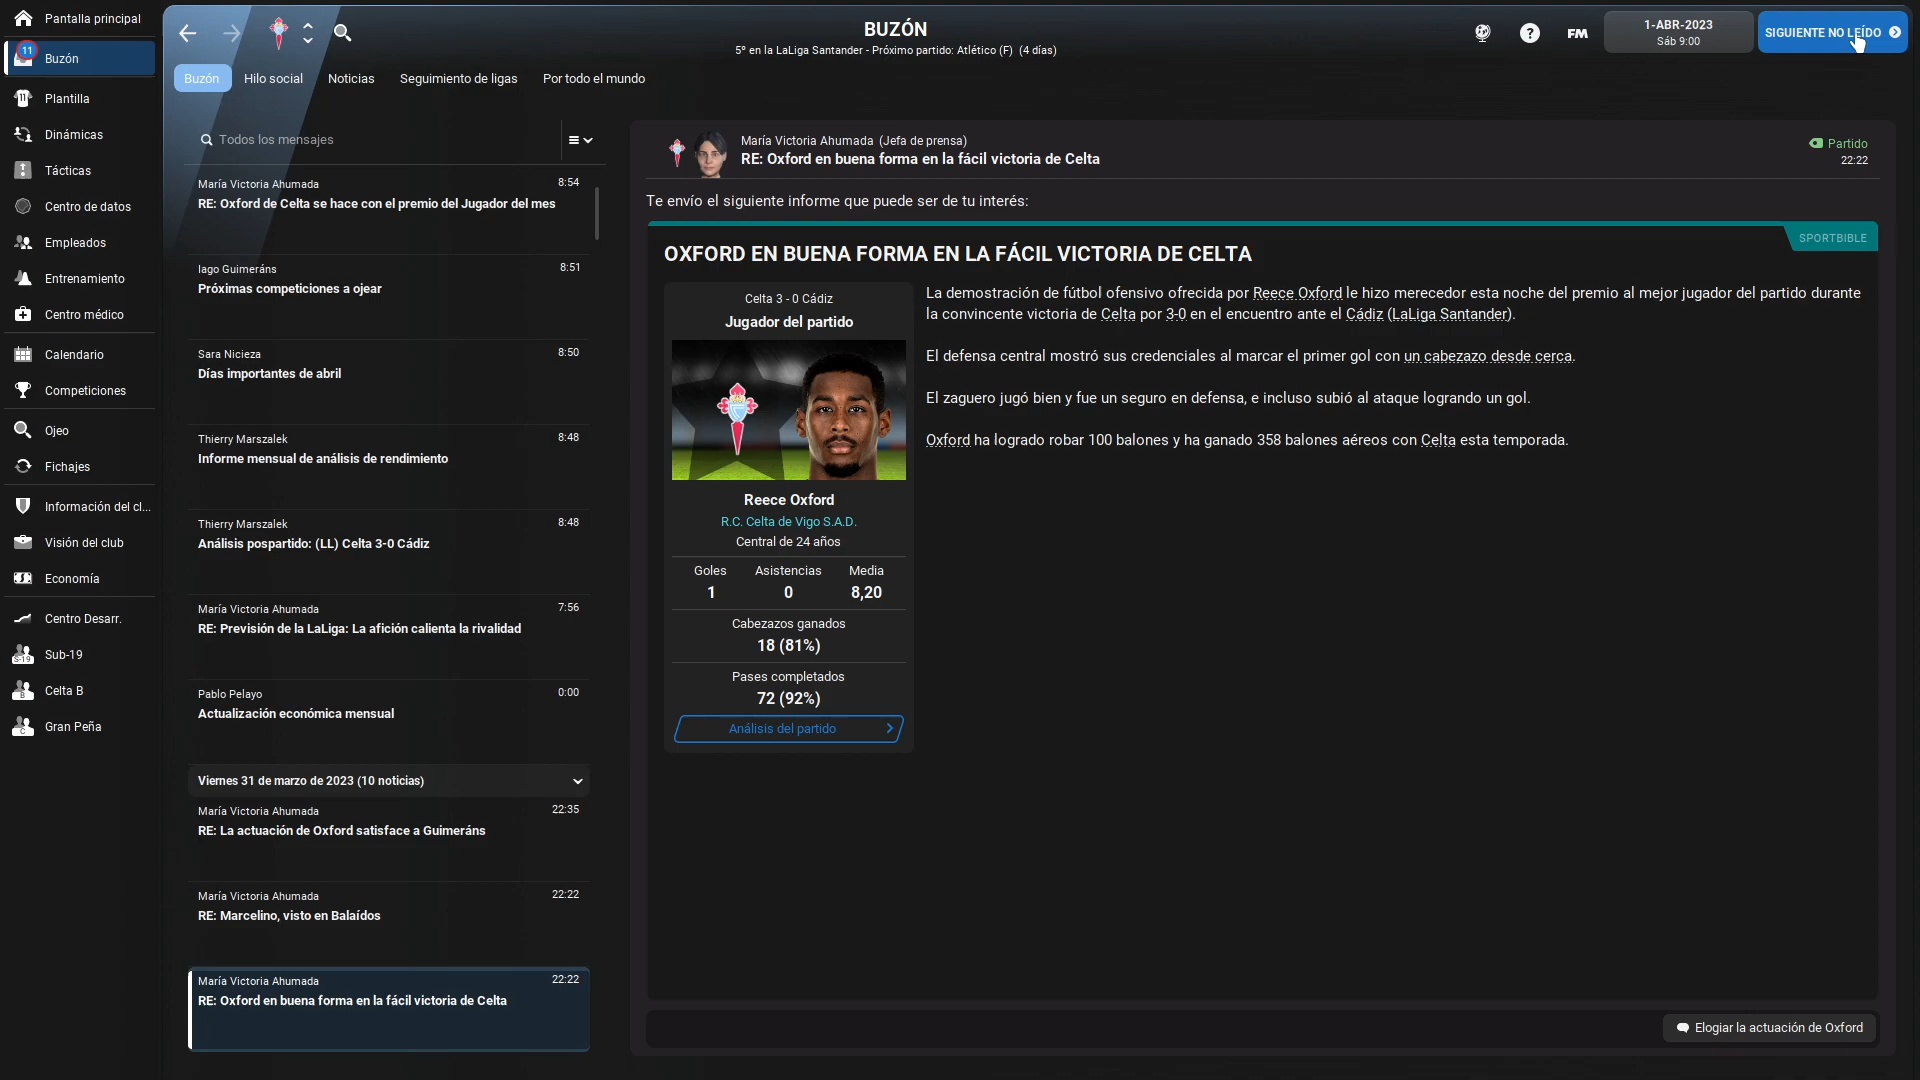 Pantalla principal
11
Buzón
Plantilla
Dinámicas
Tácticas
Centro de datos
Empleados
Entrenamiento
Centro médico
Calendario
Competiciones
Ojeo
Fichajes
Información del cl...
Visión del club
Economía
Centro Desarr.
S-19
Sub-19
B
Celta B
C
Gran Peña
BUZÓN
5º en la LaLiga Santander - Próximo partido: Atlético (F)  (4 días)
?
FM
1-ABR-2023
Sáb 9:00
SIGUIENTE NO LEÍDO
Buzón
Hilo social
Noticias
Seguimiento de ligas
Por todo el mundo
Todos los mensajes
María Victoria Ahumada
8:54
RE: Oxford de Celta se hace con el premio del Jugador del mes
Iago Guimeráns
8:51
Próximas competiciones a ojear
Sara Nicieza
8:50
Días importantes de abril
Thierry Marszalek
8:48
Informe mensual de análisis de rendimiento
Thierry Marszalek
8:48
Análisis pospartido: (LL) Celta 3-0 Cádiz
María Victoria Ahumada
7:56
RE: Previsión de la LaLiga: La afición calienta la rivalidad
Pablo Pelayo
0:00
Actualización económica mensual
Viernes 31 de marzo de 2023 (10 noticias)
María Victoria Ahumada
22:35
RE: La actuación de Oxford satisface a Guimeráns
María Victoria Ahumada
22:22
RE: Marcelino, visto en Balaídos
María Victoria Ahumada
22:22
RE: Oxford en buena forma en la fácil victoria de Celta
María Victoria Ahumada (Jefa de prensa)
RE: Oxford en buena forma en la fácil victoria de Celta
Partido
22:22
Te envío el siguiente informe que puede ser de tu interés:
SPORTBIBLE
OXFORD EN BUENA FORMA EN LA FÁCIL VICTORIA DE CELTA
Celta 3 - 0 Cádiz
Jugador del partido
Reece Oxford
R.C. Celta de Vigo S.A.D.
Central de 24 años
Goles Asistencias Media
1 0 8,20
Cabezazos ganados
18 (81%)
Pases completados
72 (92%)
Análisis del partido
La demostración de fútbol ofensivo ofrecida por Reece Oxford le hizo merecedor esta noche del premio al mejor jugador del partido durante
la convincente victoria de Celta por 3-0 en el encuentro ante el Cádiz (LaLiga Santander).
El defensa central mostró sus credenciales al marcar el primer gol con un cabezazo desde cerca.
El zaguero jugó bien y fue un seguro en defensa, e incluso subió al ataque logrando un gol.
Oxford ha logrado robar 100 balones y ha ganado 358 balones aéreos con Celta esta temporada.
Elogiar la actuación de Oxford